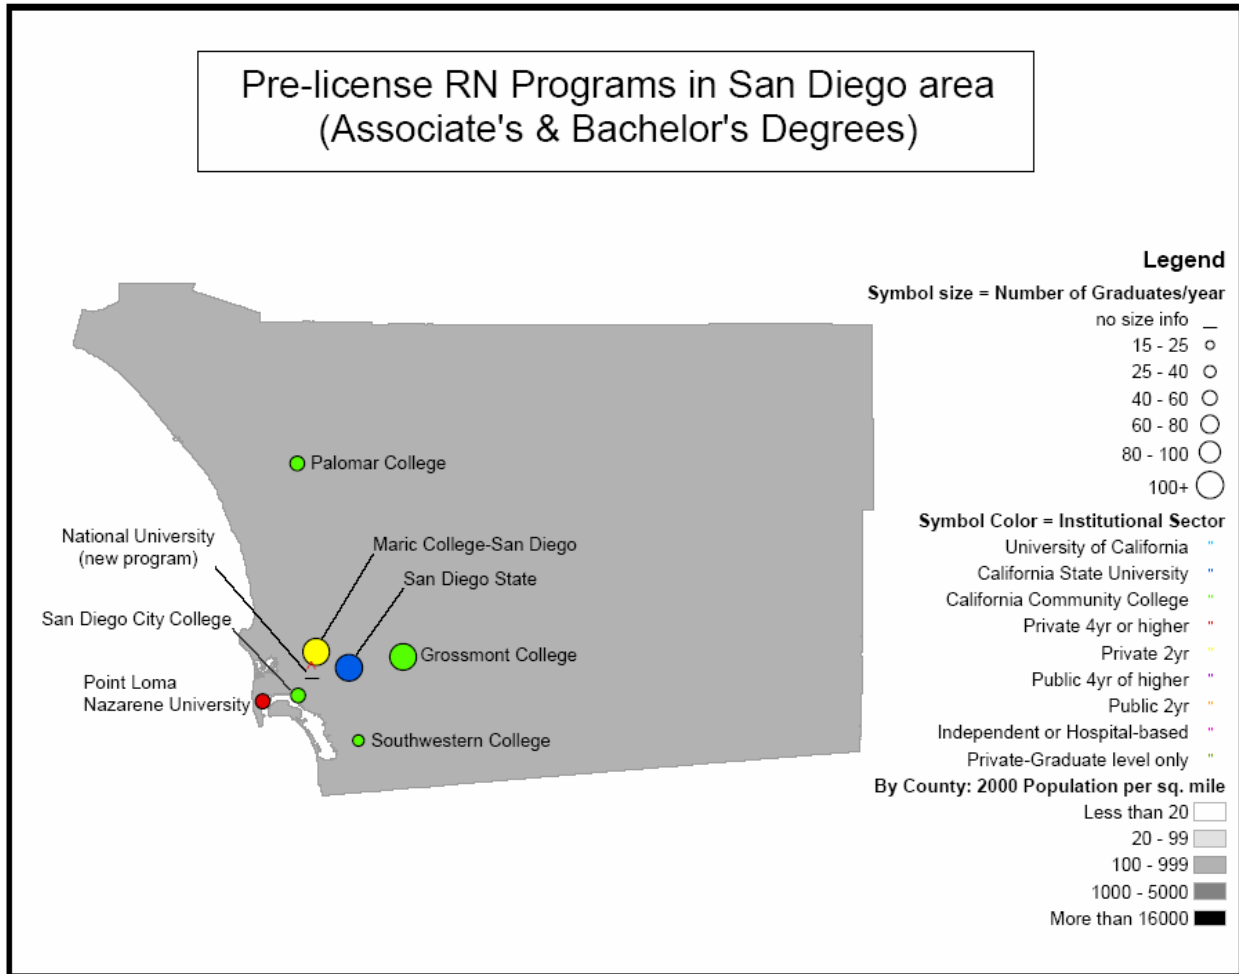 Pre-license RN Programs in San Diego area
(Associate's & Bachelor's Degrees)
Legend
Symbol size = Number of Graduates/year
no size info
15 - 25
25 - 40
40 - 60
60 - 80
80 - 100
100+
Symbol Color = Institutional Sector
University of California "
California State University "
California Community College "
Private 4yr or higher "
Private 2yr "
Public 4yr of higher "
Public 2yr "
Independent or Hospital-based "
Private-Graduate level only "
By County: 2000 Population per sq. mile
Less than 20
20 - 99
100 - 999
1000 - 5000
More than 16000
Palomar College
National University
(new program)
Maric College-San Diego
San Diego State
San Diego City College
Grossmont College
Point Loma
Nazarene University
Southwestern College